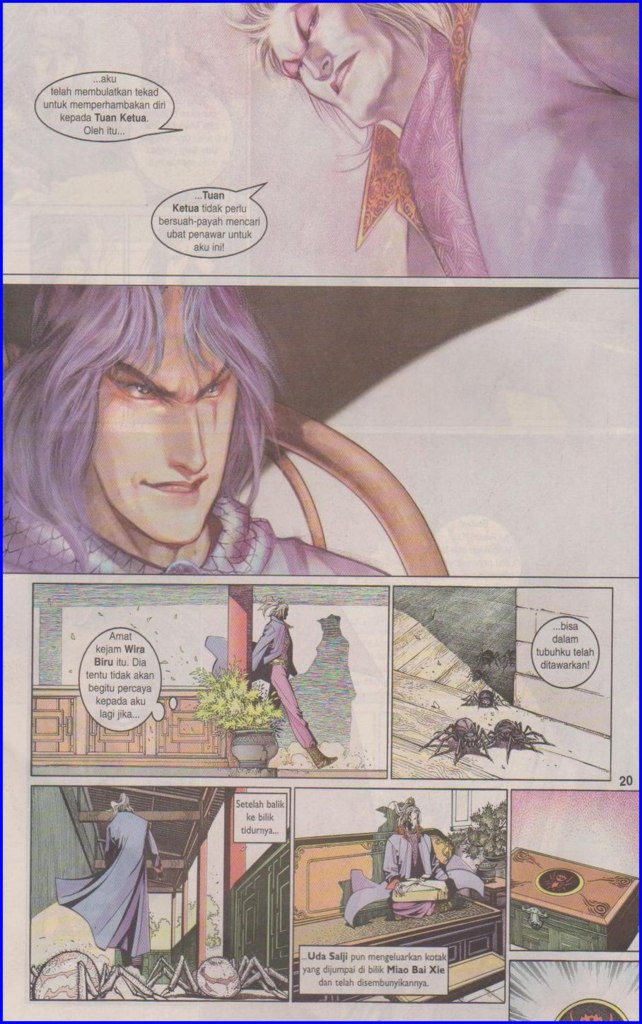 ...aku
telah membulatkan tekad
untuk memperhambakan diri
kepada Tuan Ketua.
Oleh itu...
...Tuan
Ketua tidak perlu
bersuah-payah mencari
ubat penawar untuk
aku ini!
Amat
kejam Wira
Biru itu. Dia
tentu tidak akan
begitu percaya
kepada aku
lagi jika...
...bisa
dalam
tubuhku telah
ditawarkan!
20
Setelah balik
ke bilik
tidurnya...
...Uda Salji pun mengeluarkan kotak
yang dijumpai di bilik Miao Bai Xie
dan telah disembunyikannya.